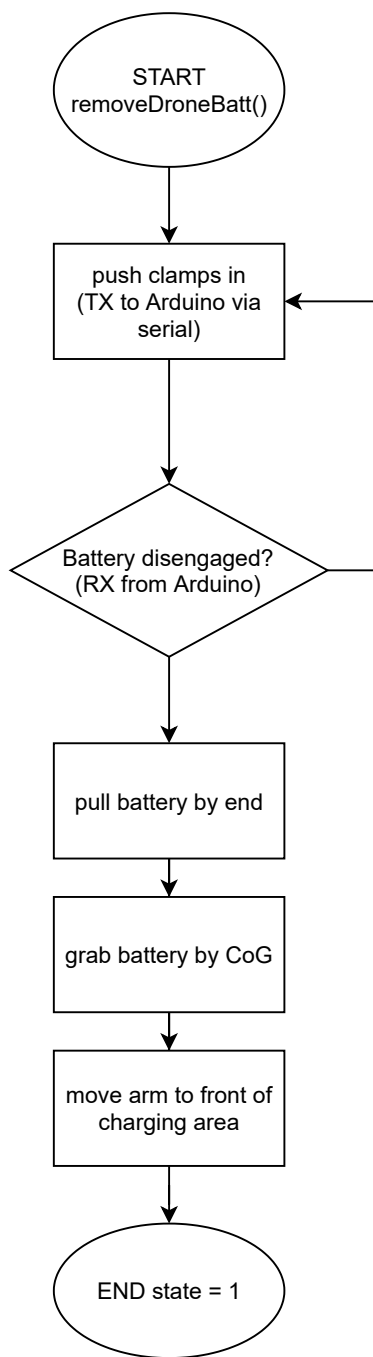 START
removeDroneBatt()
push clamps in
(TX to Arduino via
serial)
Battery disengaged?
(RX from Arduino)
pull battery by end
grab battery by CoG
move arm to front of
charging area
END state = 1